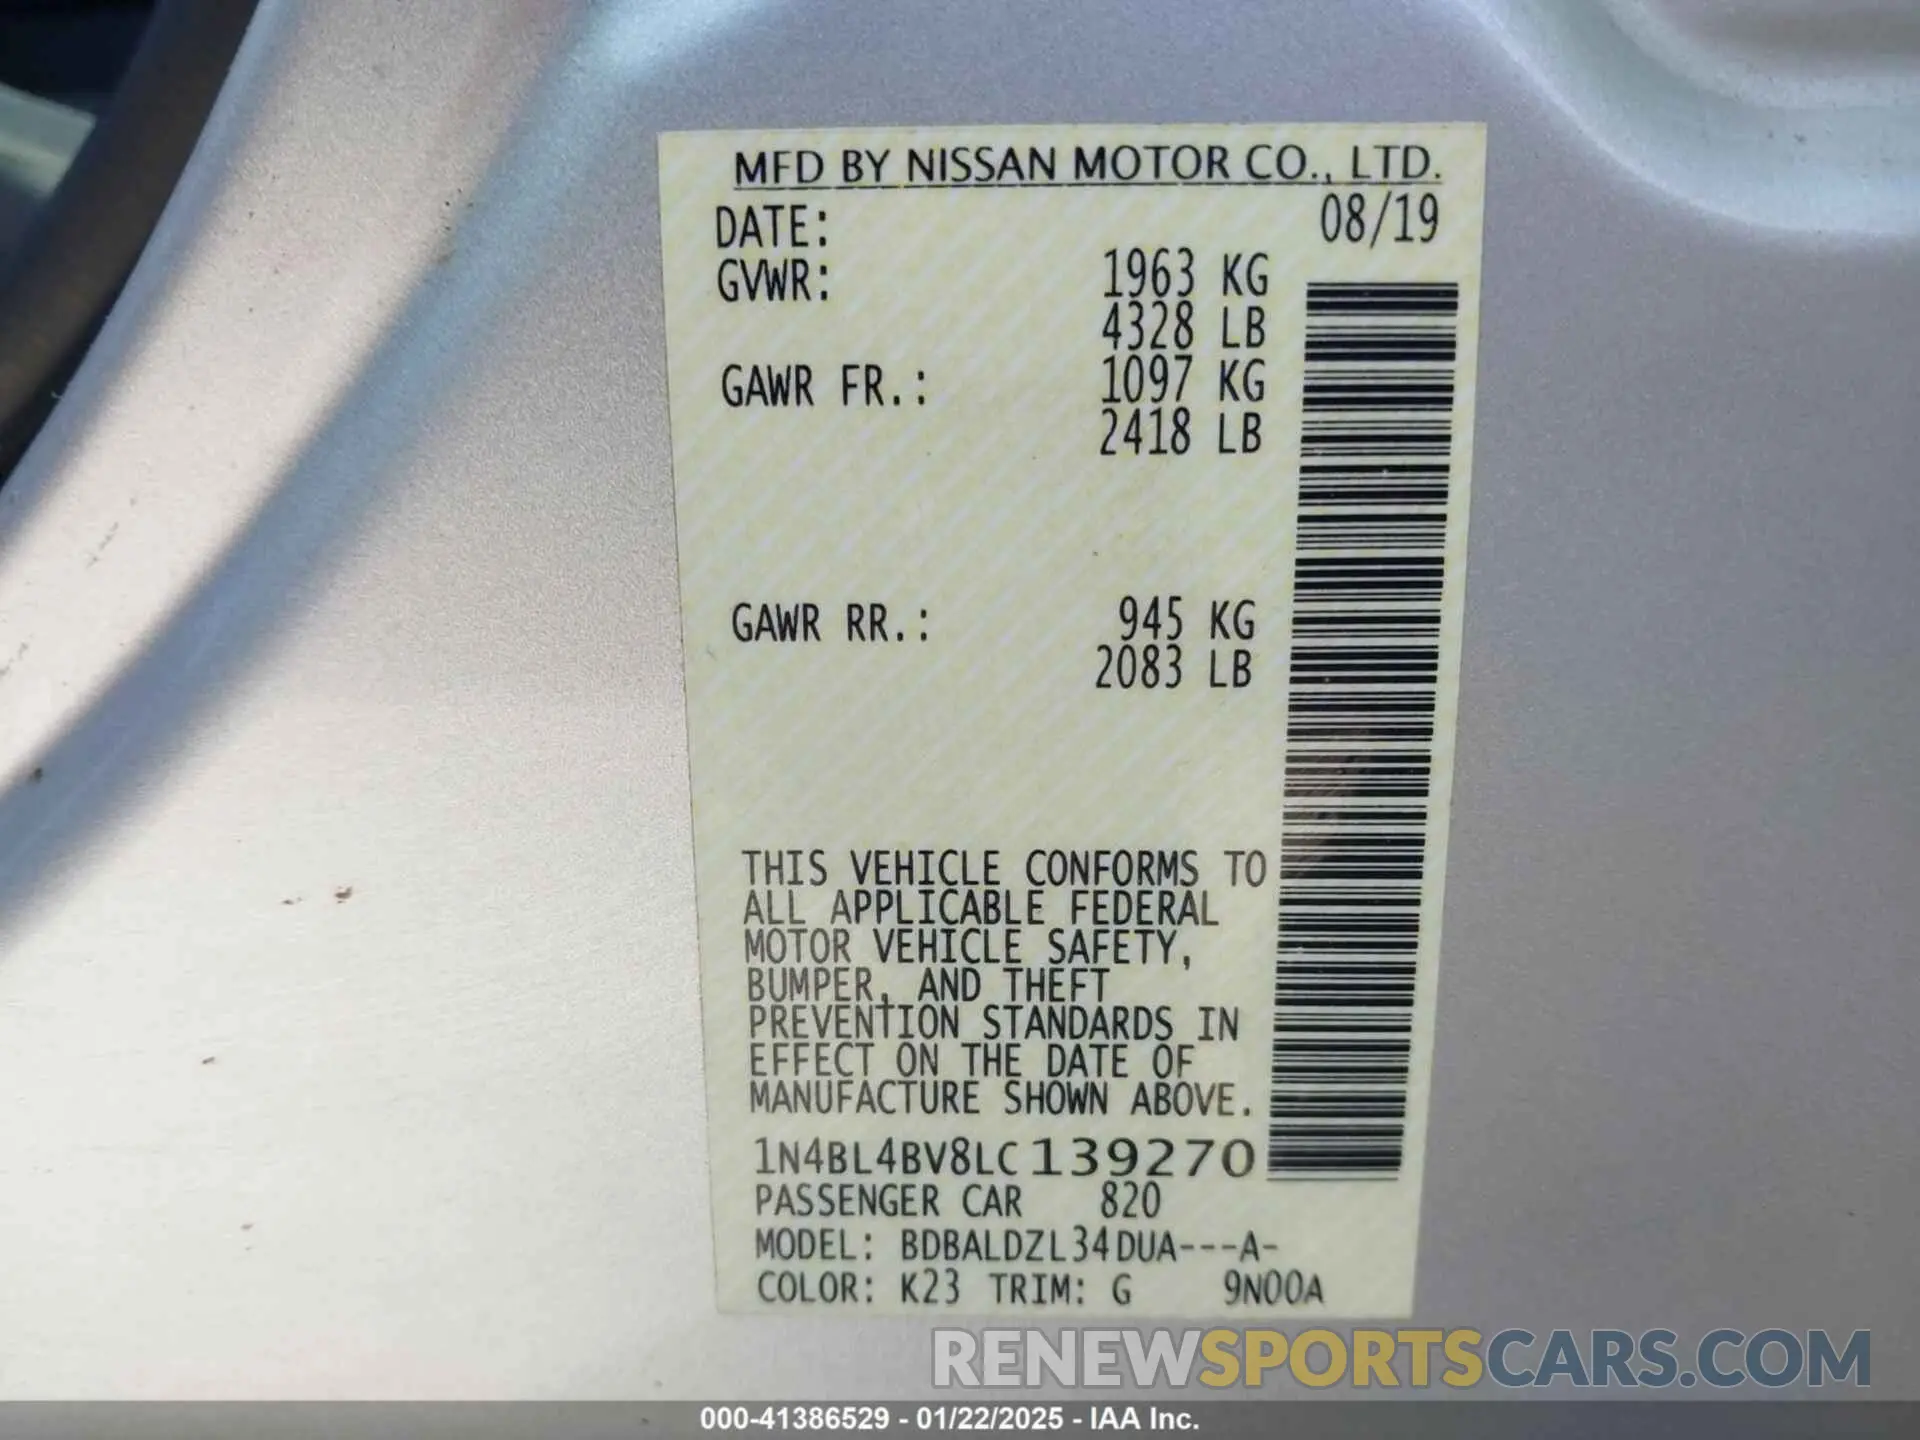 MFD BY NISSAN MOTOR CO., LTD.
DATE: 08/19
GVWR: 1963 KG
4328 LB
GAWR FR.: 1097 KG
2418 LB
GAWR RR.: 945 KG
2083 LB
THIS VEHICLE CONFORMS TO
ALL APPLICABLE FEDERAL
MOTOR VEHICLE SAFETY,
BUMPER, AND THEFT
PREVENTION STANDARDS IN
EFFECT ON THE DATE OF
MANUFACTURE SHOWN ABOVE.
1N4BL4BV8LC139270
PASSENGER CAR 820
MODEL: BDBALDZL34DUA---A-
COLOR: K23 TRIM: G 9N00A
RENEWSPORTSCARS.COM
000-41386529 - 01/22/2025 - IAA Inc.